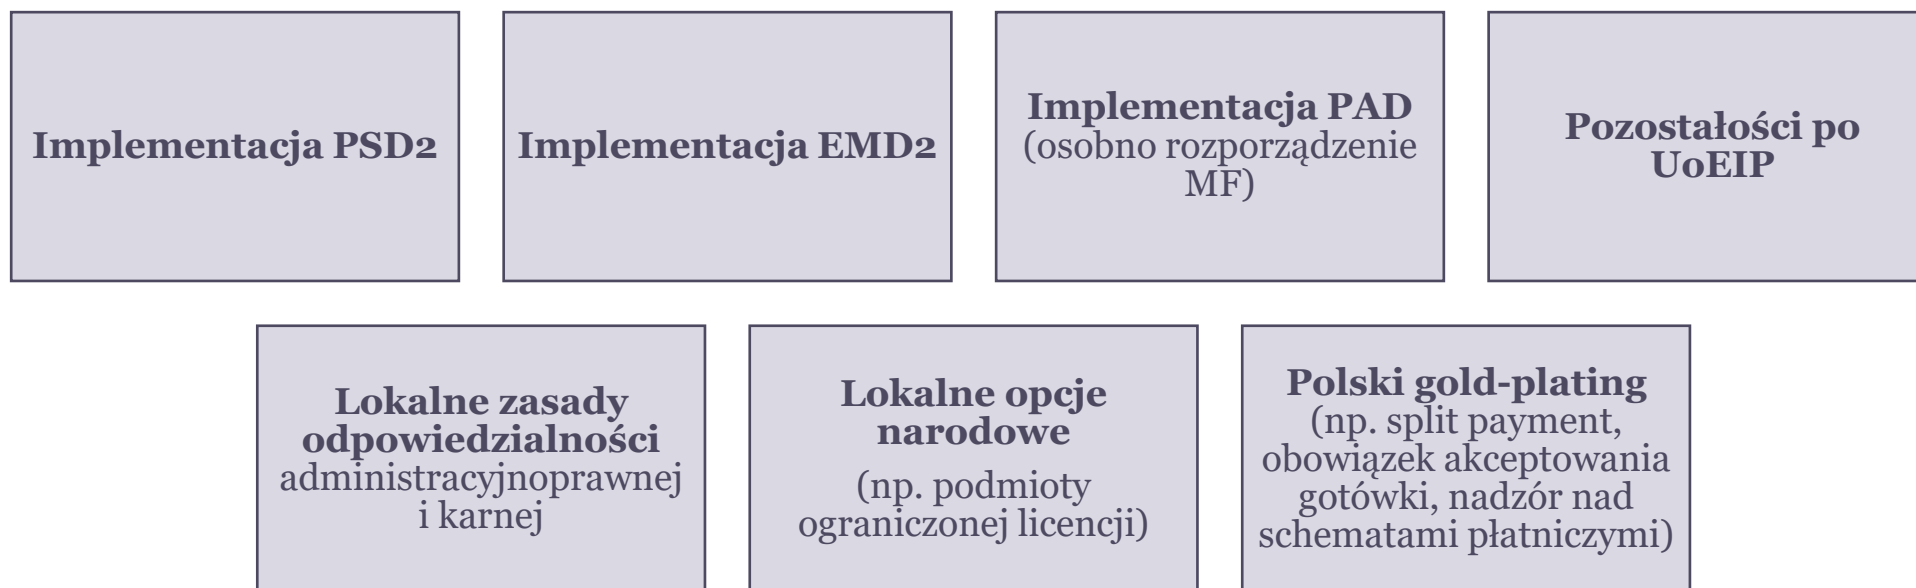 Implementacja PSD2
Implementacja EMD2
Implementacja PAD
(osobno rozporządzenie
MF)
Pozostałości po
UoEIP
Lokalne zasady
odpowiedzialności
administracyjnoprawnej
i karnej
Lokalne opcje
narodowe
(np. podmioty
ograniczonej licencji)
Polski gold-plating
(np. split payment,
obowiązek akceptowania
gotówki, nadzór nad
schematami płatniczymi)